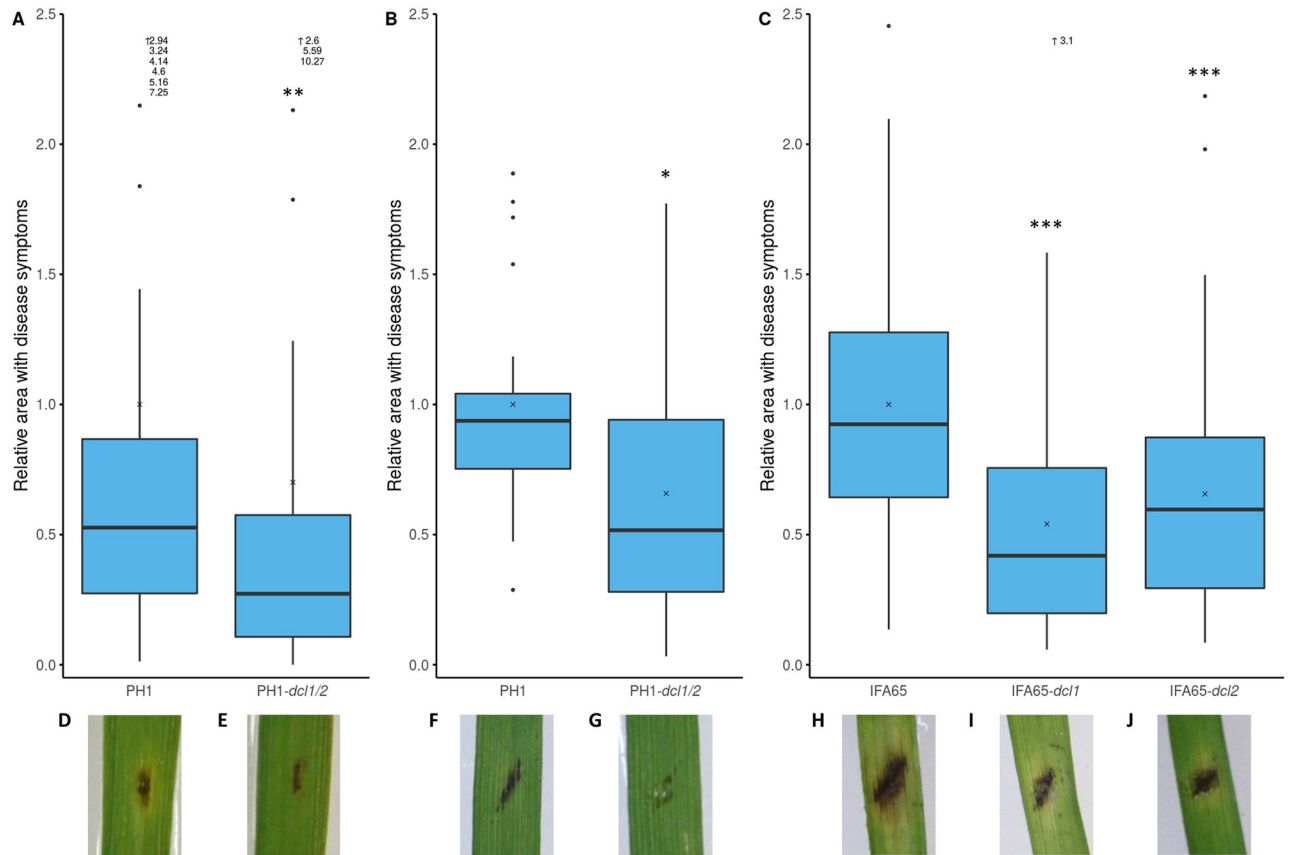 A
Relative area with disease symptoms
2.5
2.0
1.5
1.0
0.5
0.0
↑2.94
3.24
4.14
4.6
5.16
7.25
↑ 2.6
5.59
10.27
**
PH1
PH1-dcl1/2
B
Relative area with disease symptoms
2.5
2.0
1.5
1.0
0.5
0.0
*
PH1
PH1-dcl1/2
C
Relative area with disease symptoms
2.5
2.0
1.5
1.0
0.5
0.0
↑ 3.1
***
***
IFA65
IFA65-dcl1
IFA65-dcl2
D
E
F
G
H
I
J